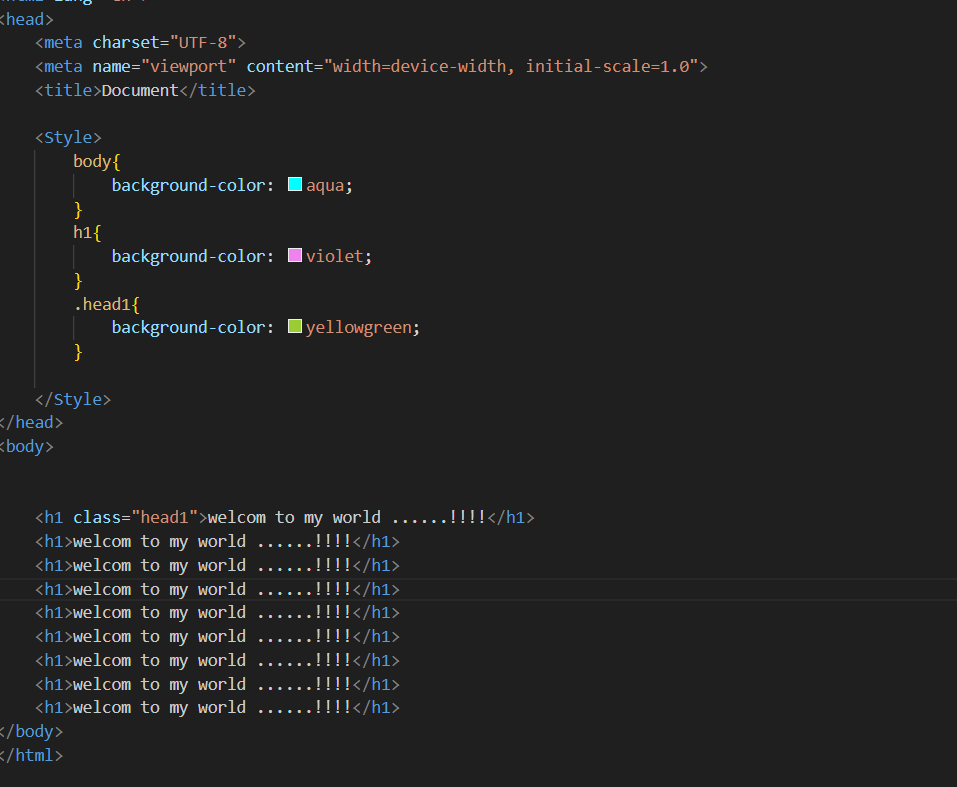 <head>
    <meta charset="UTF-8">
    <meta name="viewport" content="width=device-width, initial-scale=1.0">
    <title>Document</title>

    <Style>
        body{
            background-color: aqua;
        }
        h1{
            background-color: violet;
        }
        .head1{
            background-color: yellowgreen;
        }

    </Style>
</head>
<body>


    <h1 class="head1">welcom to my world ......!!!!</h1>
    <h1>welcom to my world ......!!!!</h1>
    <h1>welcom to my world ......!!!!</h1>
    <h1>welcom to my world ......!!!!</h1>
    <h1>welcom to my world ......!!!!</h1>
    <h1>welcom to my world ......!!!!</h1>
    <h1>welcom to my world ......!!!!</h1>
    <h1>welcom to my world ......!!!!</h1>
    <h1>welcom to my world ......!!!!</h1>
</body>
</html>